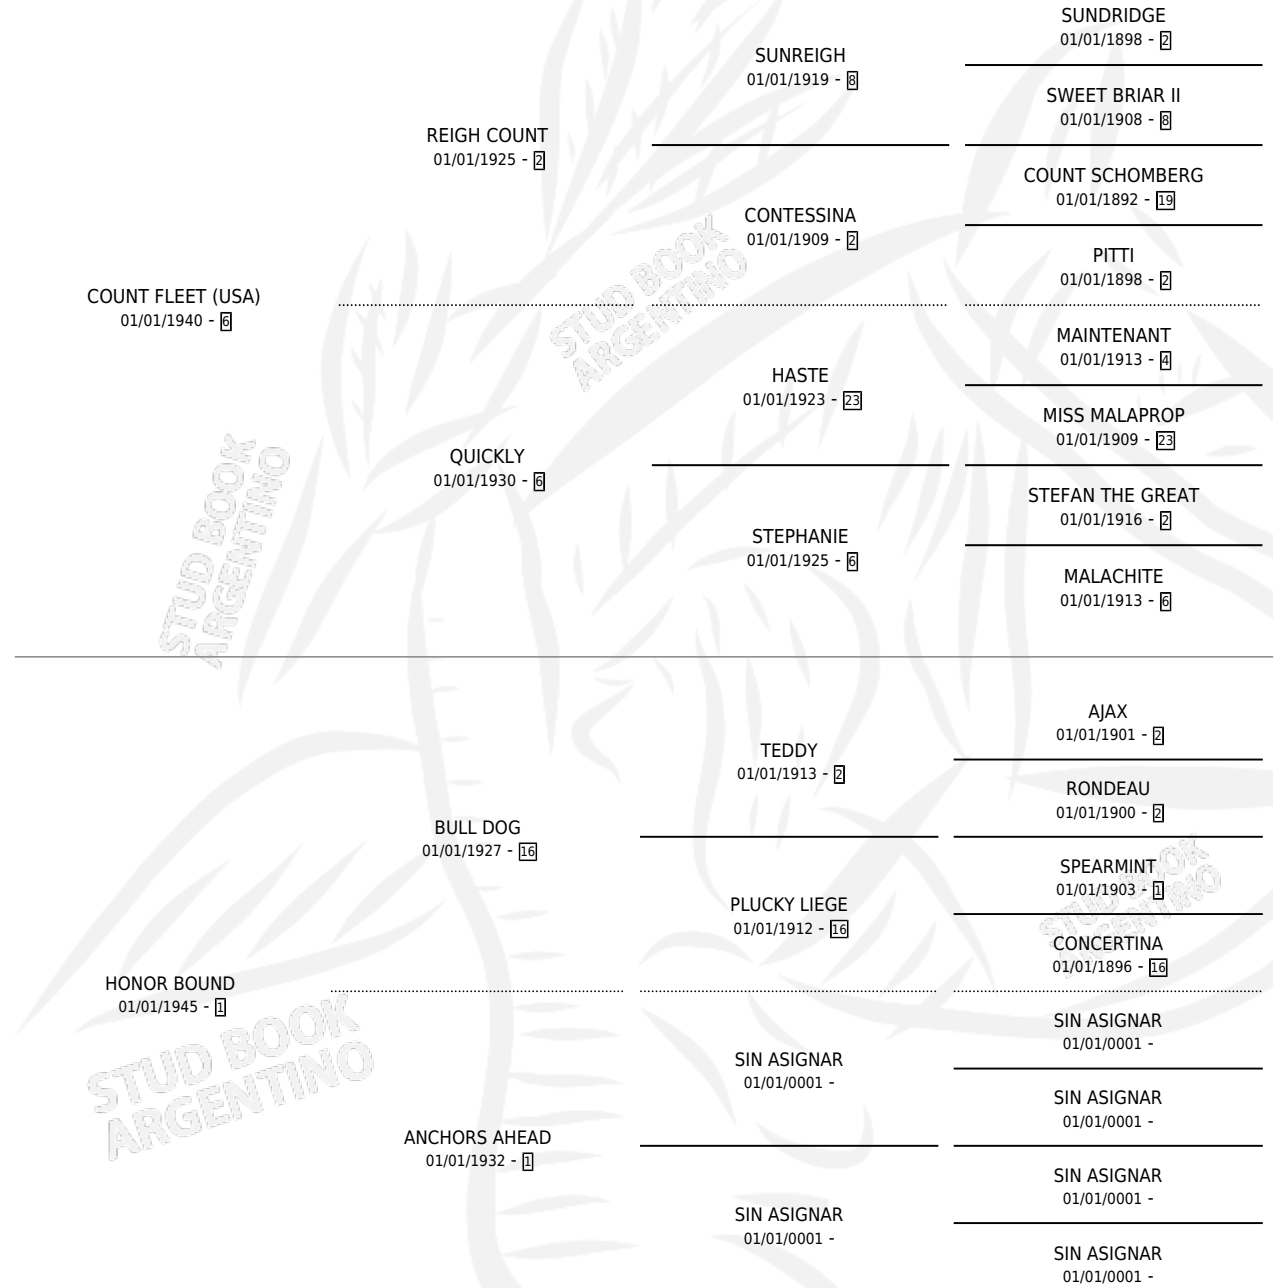 SUNDRIDGE
01/01/1898 - 2
SUNREIGH
01/01/1919 - 8
SWEET BRIAR II
01/01/1908 - 8
REIGH COUNT
01/01/1925 - 2
COUNT SCHOMBERG
01/01/1892 - 19
CONTESSINA
01/01/1909 - 2
PITTI
01/01/1898 - 2
COUNT FLEET (USA)
01/01/1940 - 6
MAINTENANT
01/01/1913 - 4
HASTE
01/01/1923 - 23
MISS MALAPROP
01/01/1909 - 23
QUICKLY
01/01/1930 - 6
STEFAN THE GREAT
01/01/1916 - 2
STEPHANIE
01/01/1925 - 6
MALACHITE
01/01/1913 - 6
AJAX
01/01/1901 - 2
TEDDY
01/01/1913 - 2
RONDEAU
01/01/1900 - 2
BULL DOG
01/01/1927 - 16
SPEARMINT
01/01/1903 - 1
PLUCKY LIEGE
01/01/1912 - 16
CONCERTINA
01/01/1896 - 16
HONOR BOUND
01/01/1945 - 1
SIN ASIGNAR
01/01/0001 -
SIN ASIGNAR
01/01/0001 -
SIN ASIGNAR
01/01/0001 -
ANCHORS AHEAD
01/01/1932 - 1
SIN ASIGNAR
01/01/0001 -
SIN ASIGNAR
01/01/0001 -
SIN ASIGNAR
01/01/0001 -
STUD BOOK
ARGENTINO
STUD BOOK
ARGENTINO
STUD BOOK
ARGENTINO
STUD BOOK
ARGENTINO